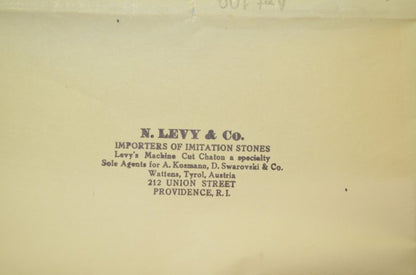 N. LEVY & Co.
IMPORTERS OF IMITATION STONES
Levy's Machine Cut Chaton a specialty
Sole Agents for A. Kosmann, D. Swarovski & Co.
Wattens, Tyrol, Austria
212 UNION STREET
PROVIDENCE, R.I.